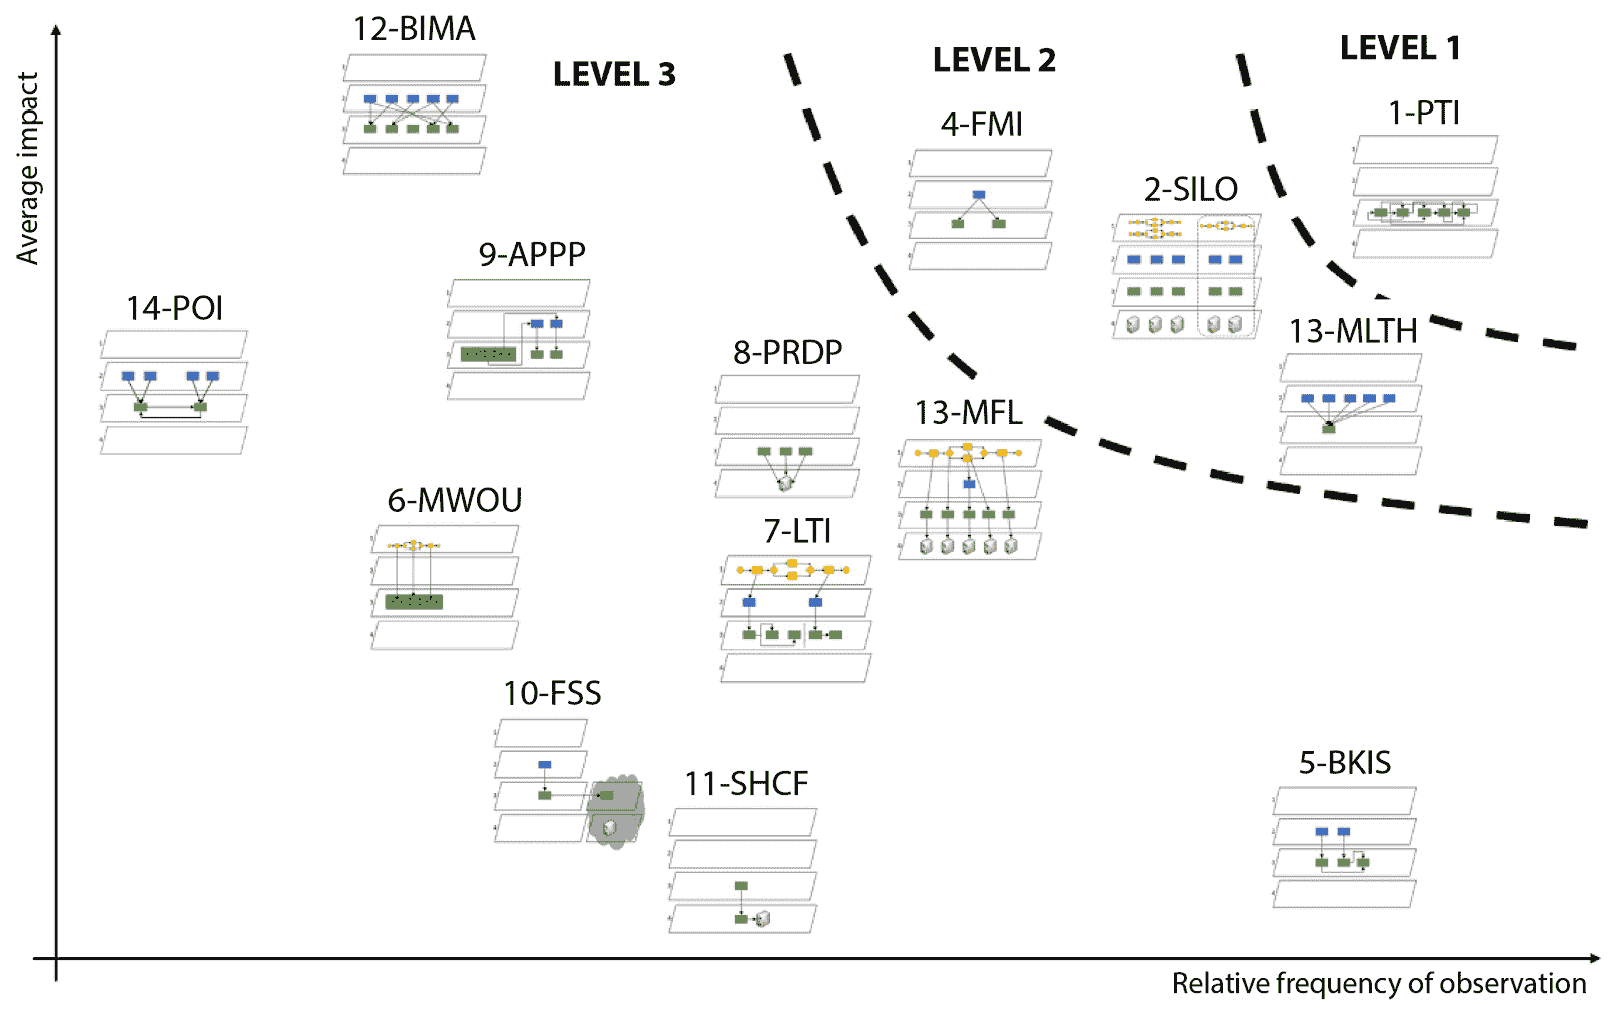 12-BIMA
LEVEL 3
LEVEL 2
LEVEL 1
4-FMI
1-PTI
2-SILO
Average impact
9-APPP
14-POI
8-PRDP
13-MLTH
13-MFL
6-MWOU
7-LTI
10-FSS
11-SHCF
5-BKIS
Relative frequency of observation